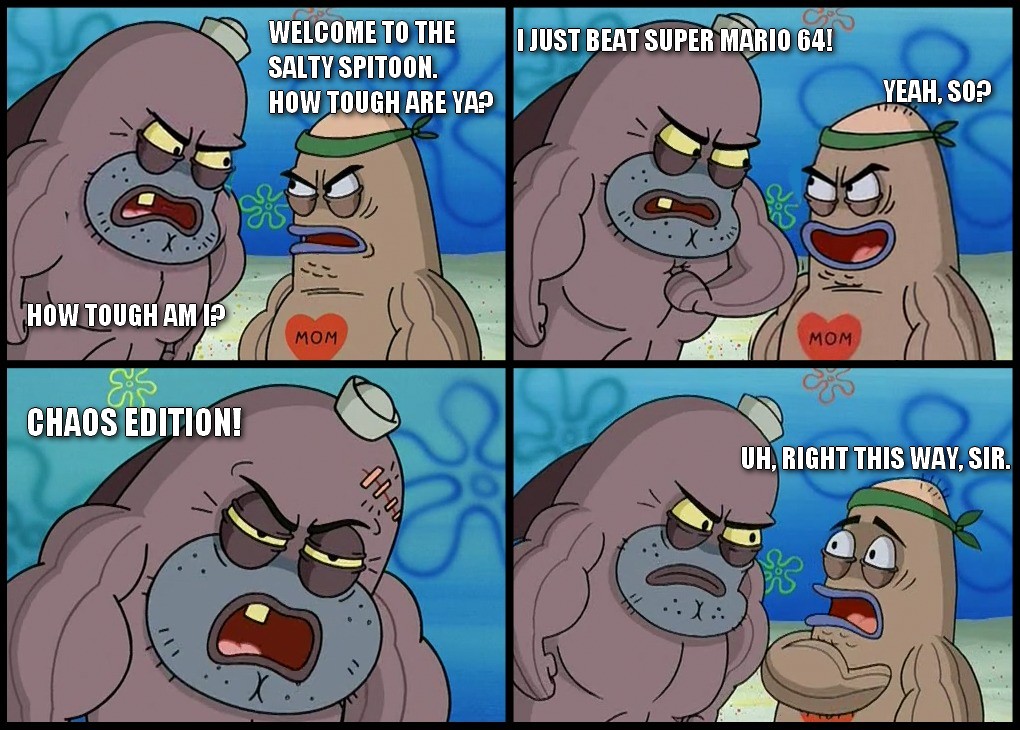 WELCOME TO THE
SALTY SPITOON.
HOW TOUGH ARE YA?
HOW TOUGH AM I?
MOM
I JUST BEAT SUPER MARIO 64!
YEAH, SO?
MOM
CHAOS EDITION!
UH, RIGHT THIS WAY, SIR.